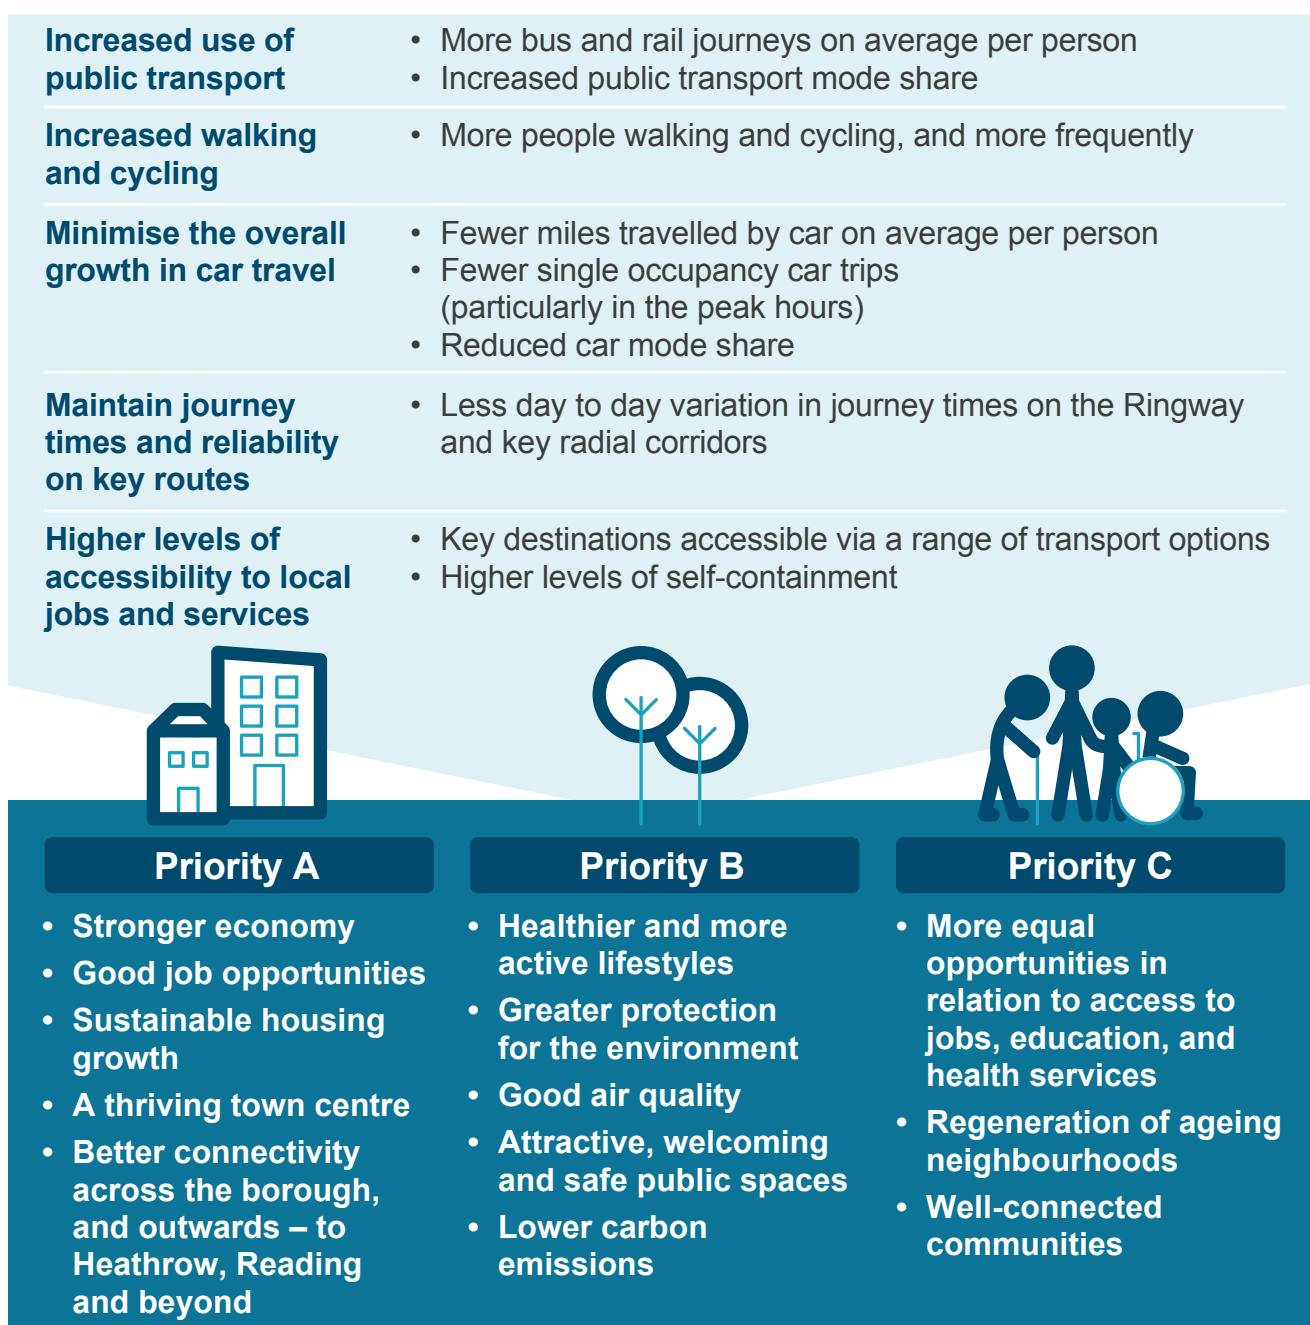 Increased use of
public transport
• More bus and rail journeys on average per person
• Increased public transport mode share
Increased walking
and cycling
• More people walking and cycling, and more frequently
Minimise the overall
growth in car travel
• Fewer miles travelled by car on average per person
• Fewer single occupancy car trips
(particularly in the peak hours)
• Reduced car mode share
Maintain journey
times and reliability
on key routes
• Less day to day variation in journey times on the Ringway
and key radial corridors
Higher levels of
accessibility to local
jobs and services
• Key destinations accessible via a range of transport options
• Higher levels of self-containment
Priority A
• Stronger economy
• Good job opportunities
• Sustainable housing
growth
• A thriving town centre
• Better connectivity
across the borough,
and outwards – to
Heathrow, Reading
and beyond
Priority B
• Healthier and more
active lifestyles
• Greater protection
for the environment
• Good air quality
• Attractive, welcoming
and safe public spaces
• Lower carbon
emissions
Priority C
• More equal
opportunities in
relation to access to
jobs, education, and
health services
• Regeneration of ageing
neighbourhoods
• Well-connected
communities